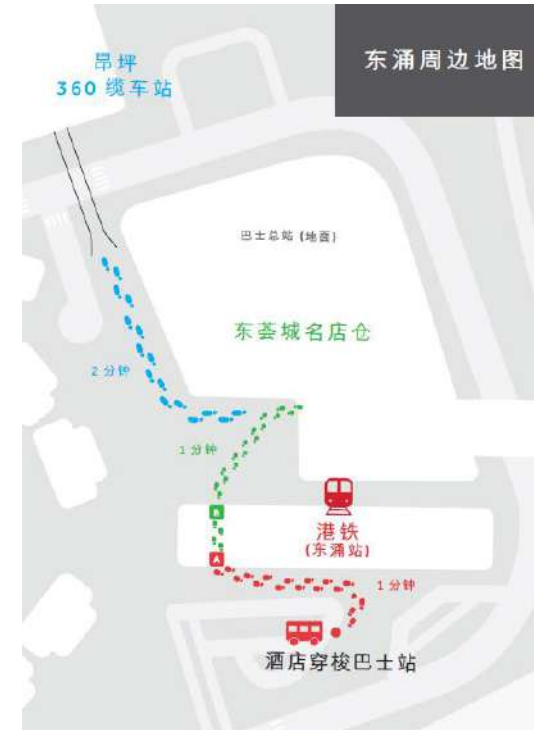 东涌周边地图
昂坪
360 缆车站
巴士总站 (地面)
东荟城名店仓
2 分钟
1 分钟
B
港铁
(东涌站)
A
1 分钟
酒店穿梭巴士站